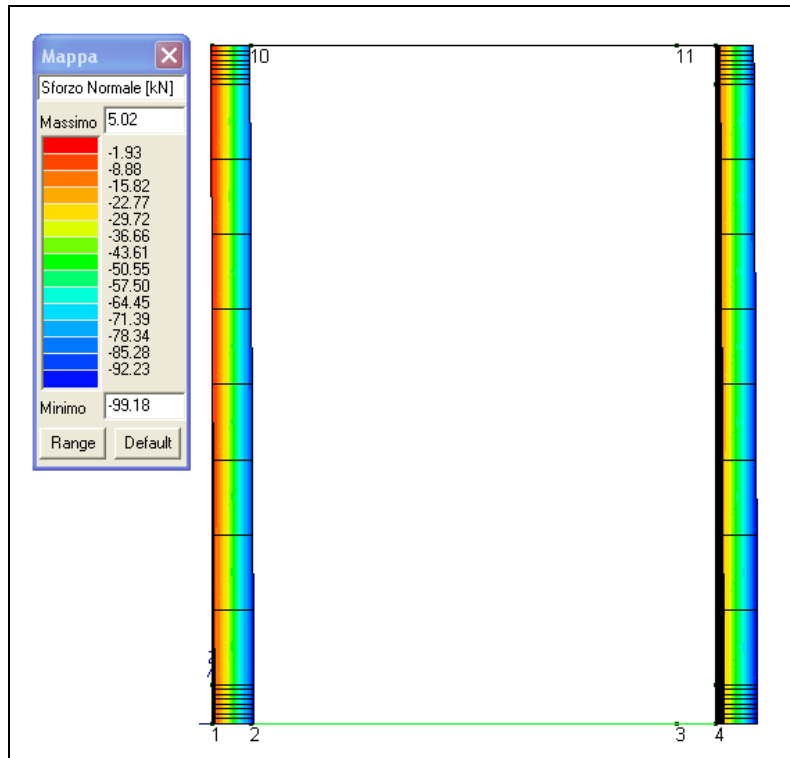 Mappa
Sforzo Normale [kN]
Massimo 5.02
-1.93
-8.88
-15.82
-22.77
-29.72
-36.66
-43.61
-50.55
-57.50
-64.45
-71.39
-78.34
-85.28
-92.23
Minimo -99.18
Range Default
10 11
1 2 3 4